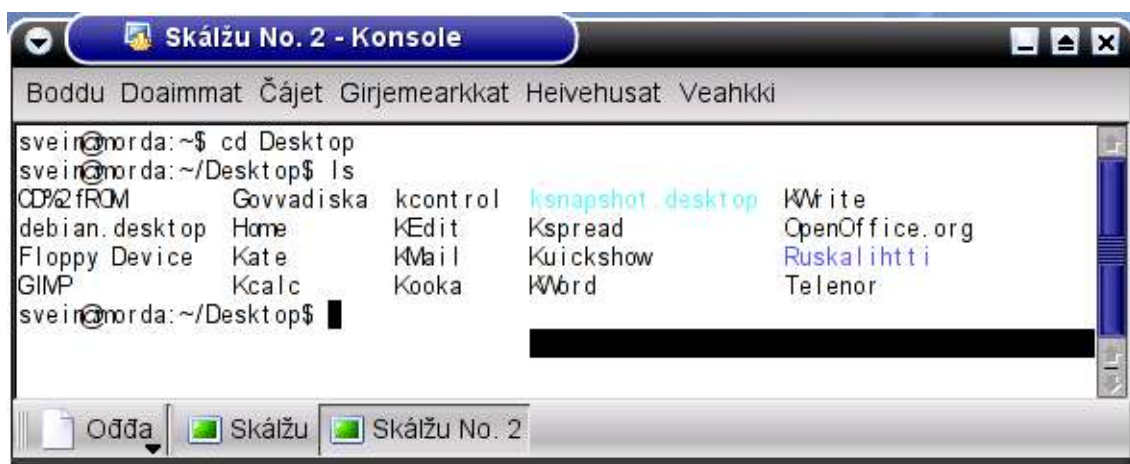 Skálžu No. 2 - Konsole
Boddu Doaimmat Čájet Girjemearkkat Heivehusat Veahkki
svein@morda:~$ cd Desktop
svein@morda:~/Desktop$ ls
CD%2fROM Govvadiska kcontrol ksnapshot.desktop KWrite
debian.desktop Home KEdit Kspread OpenOffice.org
Floppy Device Kate KMail Kuickshow Ruskalihtti
GIMP Kcalc Kooka KWord Telenor
svein@morda:~/Desktop$
Ođđa Skálžu Skálžu No. 2